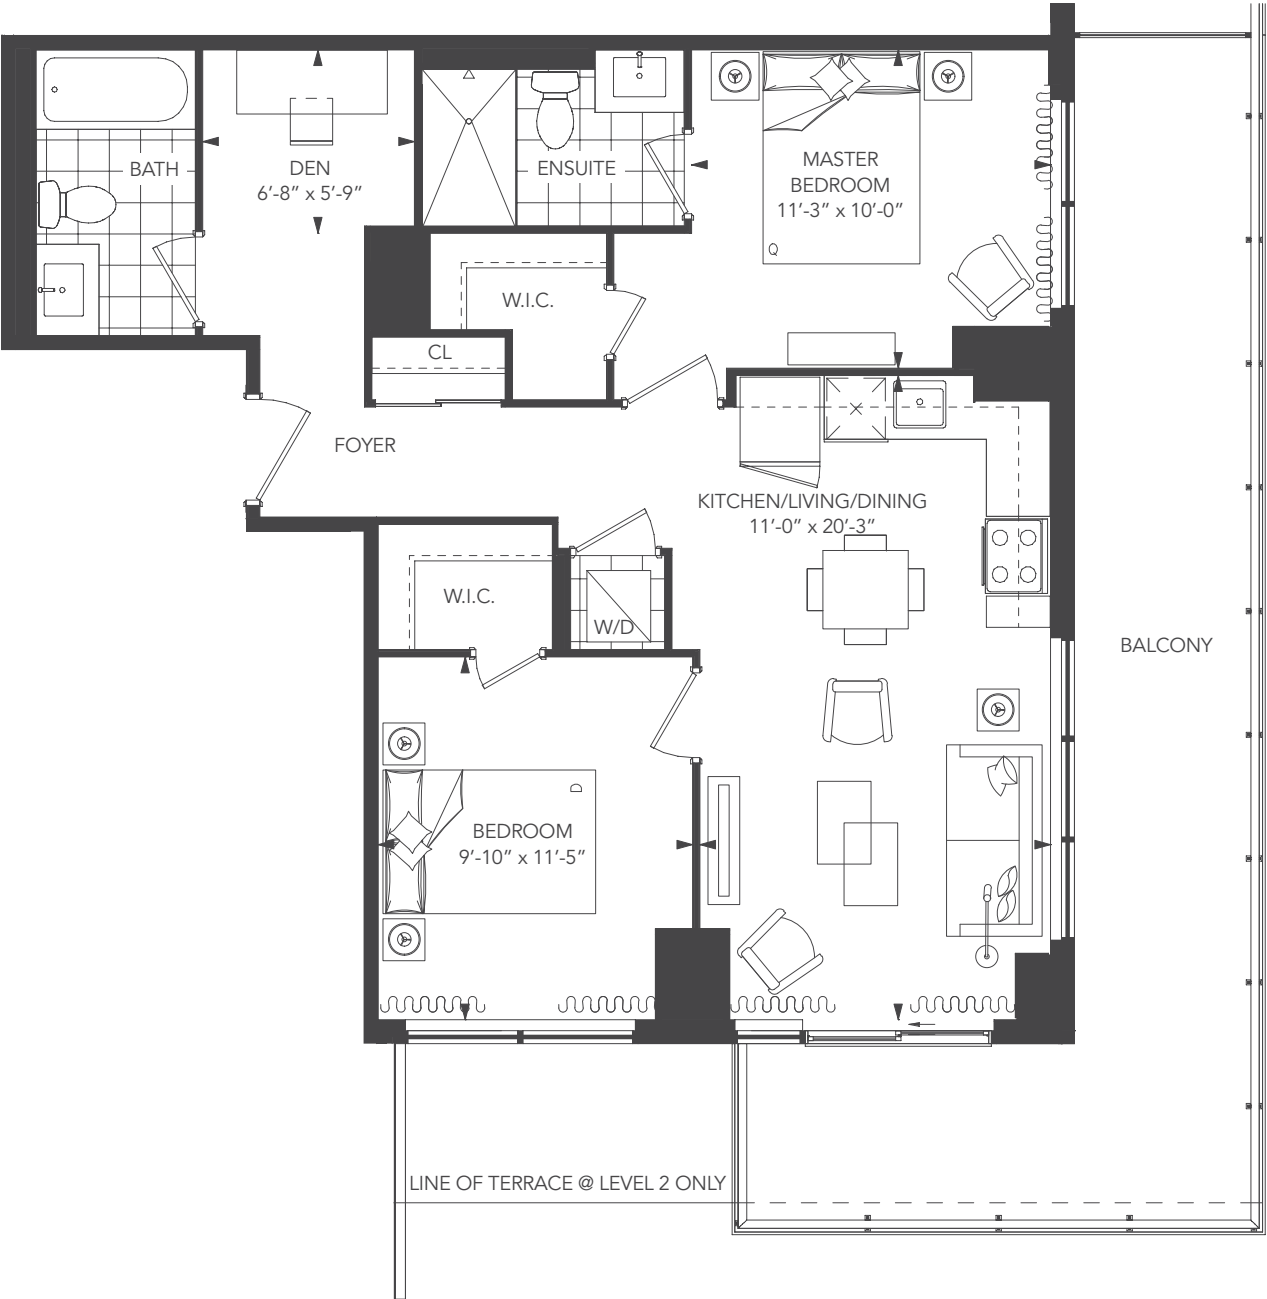 BATH
DEN
6'-8" x 5'-9"
ENSUITE
MASTER
BEDROOM
11'-3" x 10'-0"
Q
W.I.C.
CL
FOYER
KITCHEN/LIVING/DINING
11'-0" x 20'-3"
W.I.C.
W/D
BALCONY
D
BEDROOM
9'-10" x 11'-5"
LINE OF TERRACE @ LEVEL 2 ONLY